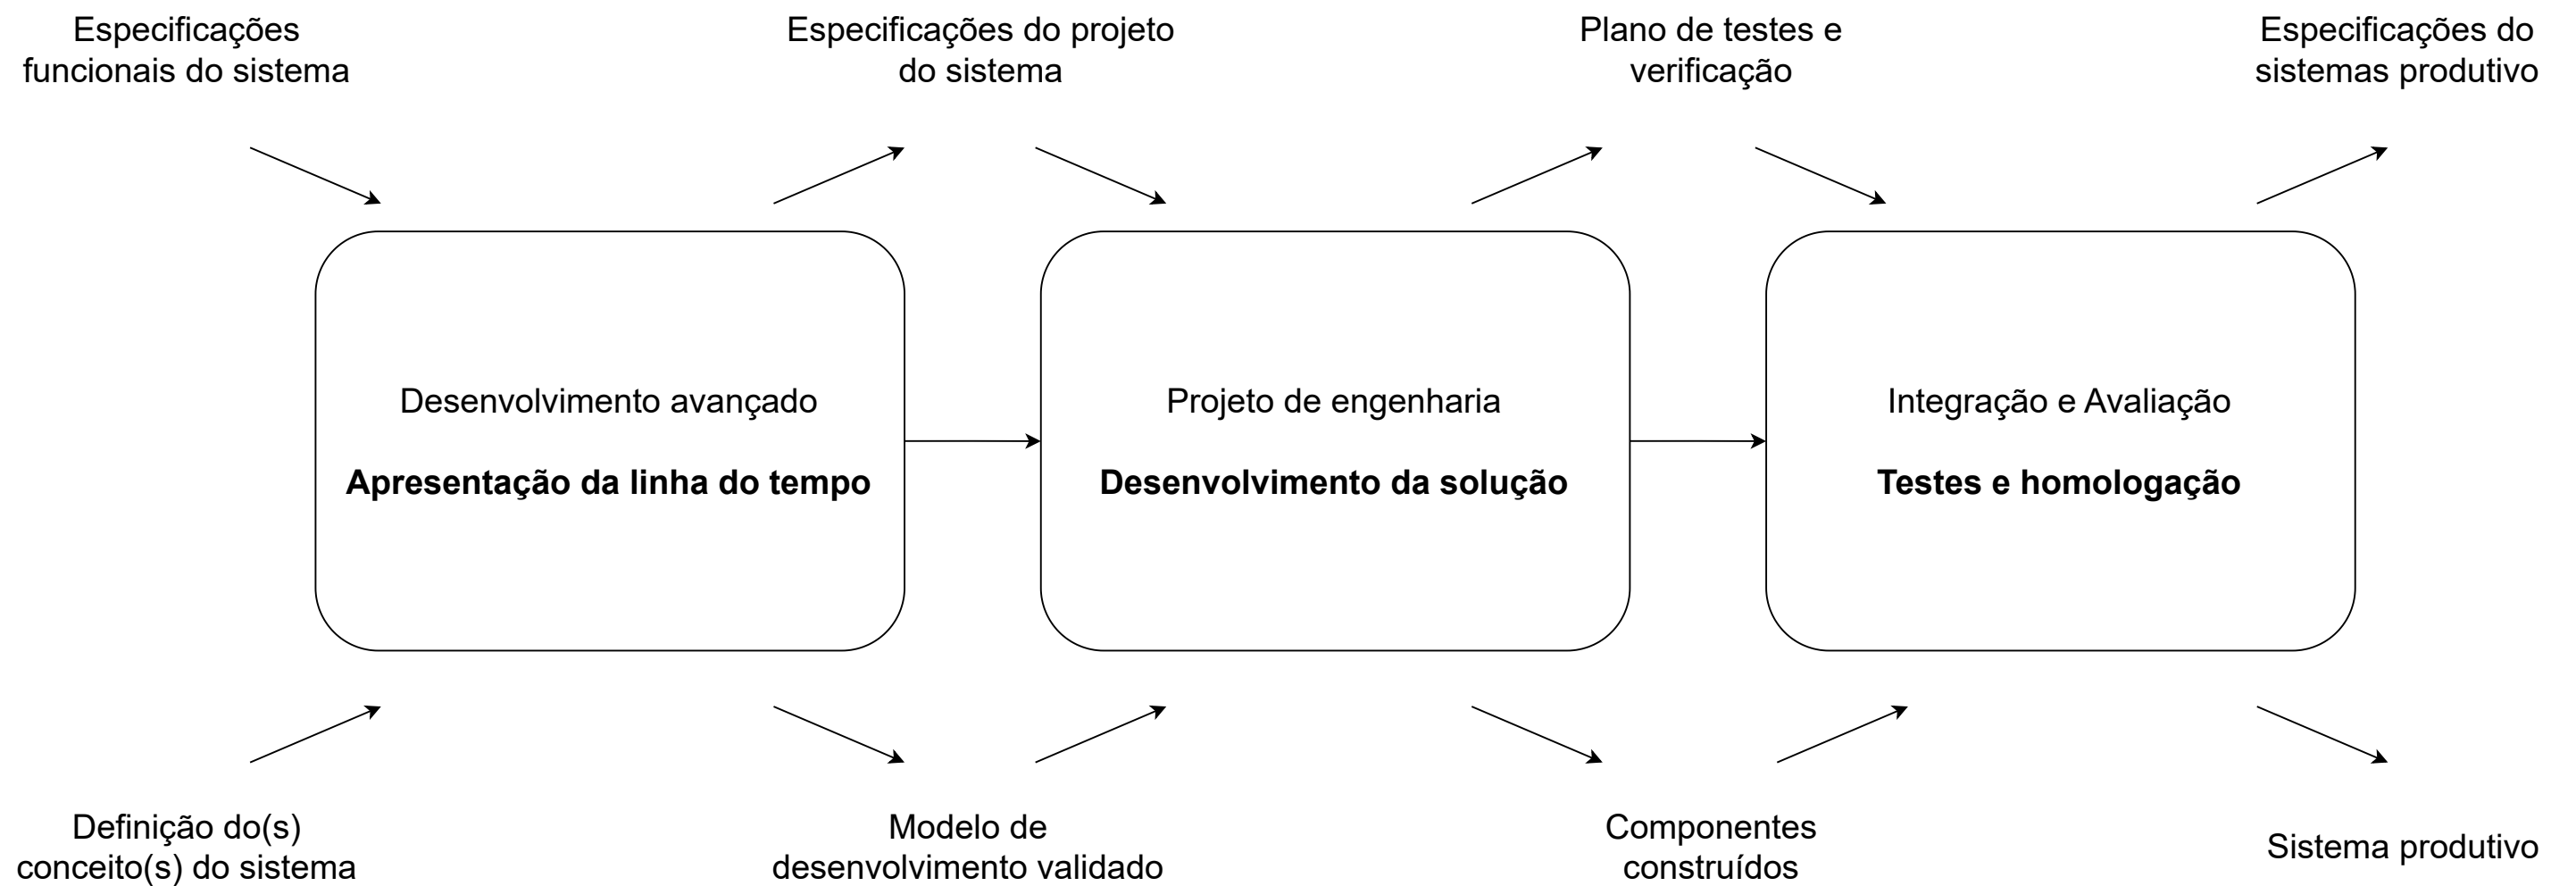 Especificações
funcionais do sistema
Especificações do projeto
do sistema
Plano de testes e
verificação
Especificações do
sistemas produtivo
Desenvolvimento avançado
Apresentação da linha do tempo
Projeto de engenharia
Desenvolvimento da solução
Integração e Avaliação
Testes e homologação
Definição do(s)
conceito(s) do sistema
Modelo de
desenvolvimento validado
Componentes
construídos
Sistema produtivo